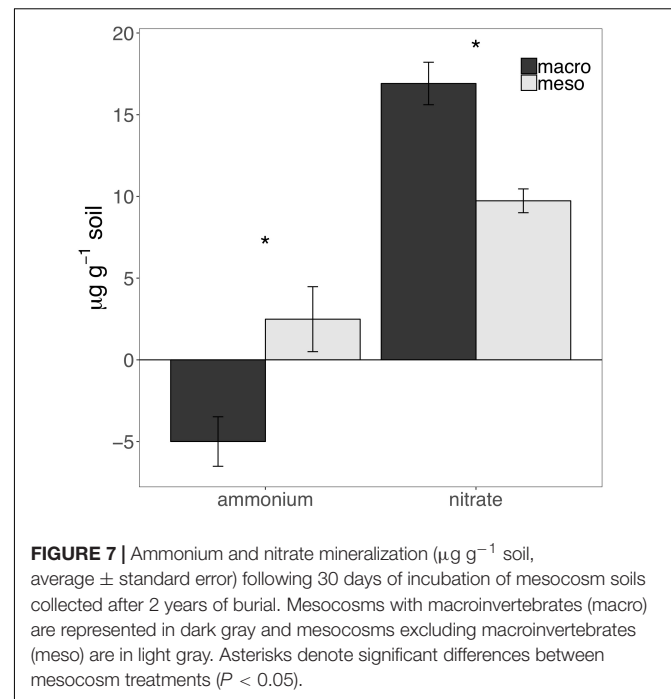 20
15
10
5
0
−5
μg g⁻¹ soil
*
*
macro
meso
ammonium
nitrate
FIGURE 7 | Ammonium and nitrate mineralization (μg g⁻¹ soil,
average ± standard error) following 30 days of incubation of mesocosm soils
collected after 2 years of burial. Mesocosms with macroinvertebrates (macro)
are represented in dark gray and mesocosms excluding macroinvertebrates
(meso) are in light gray. Asterisks denote significant differences between
mesocosm treatments (P < 0.05).